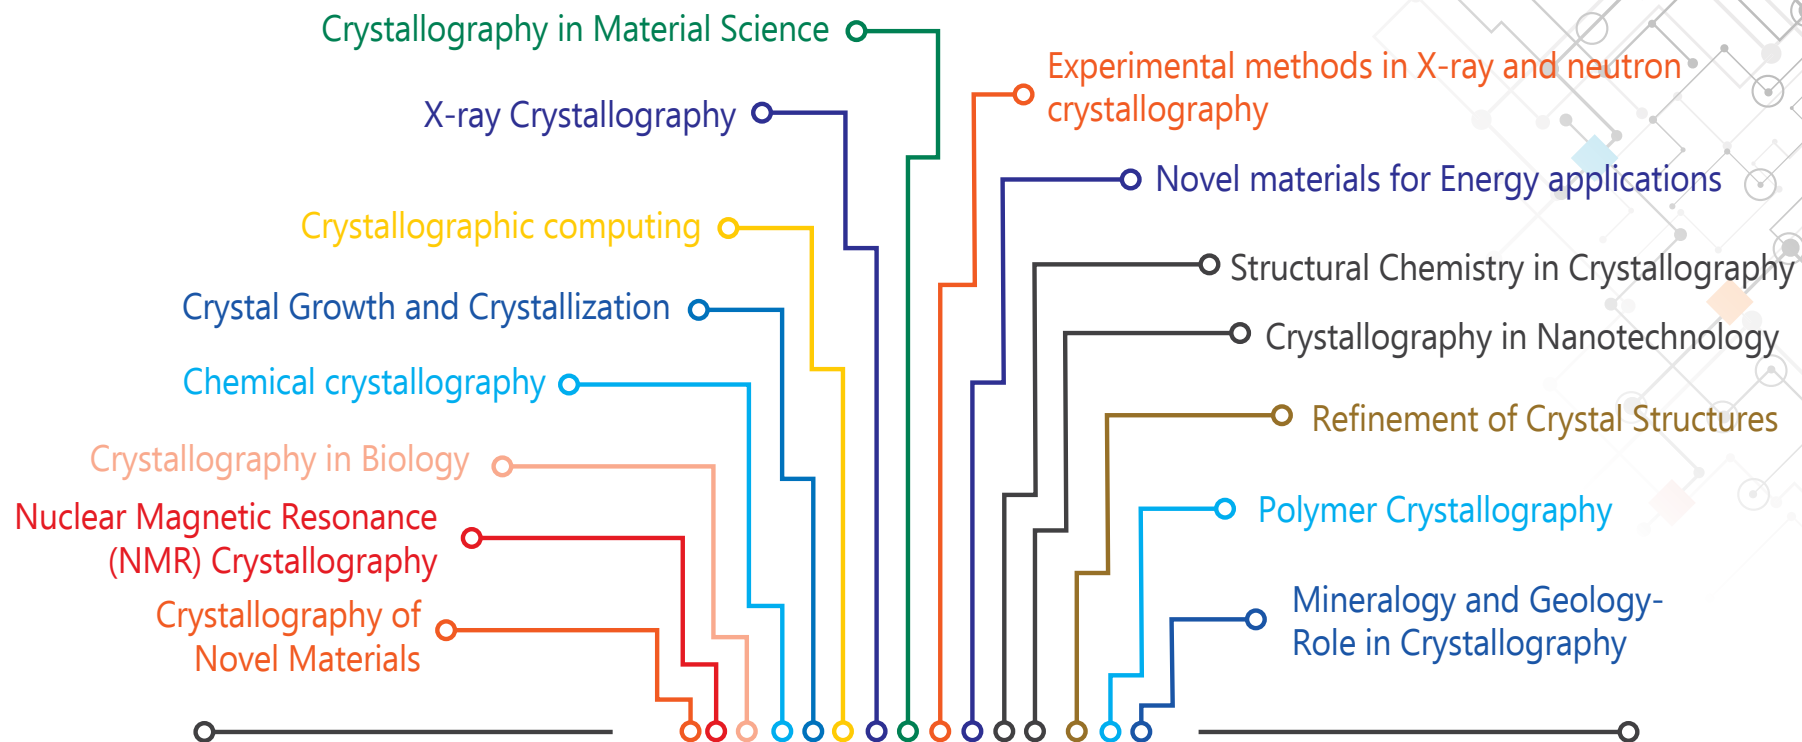 Crystallography in Material Science
X-ray Crystallography
Crystallographic computing
Crystal Growth and Crystallization
Chemical crystallography
Crystallography in Biology
Nuclear Magnetic Resonance
(NMR) Crystallography
Crystallography of
Novel Materials
Experimental methods in X-ray and neutron
crystallography
Novel materials for Energy applications
Structural Chemistry in Crystallography
Crystallography in Nanotechnology
Refinement of Crystal Structures
Polymer Crystallography
Mineralogy and Geology-
Role in Crystallography